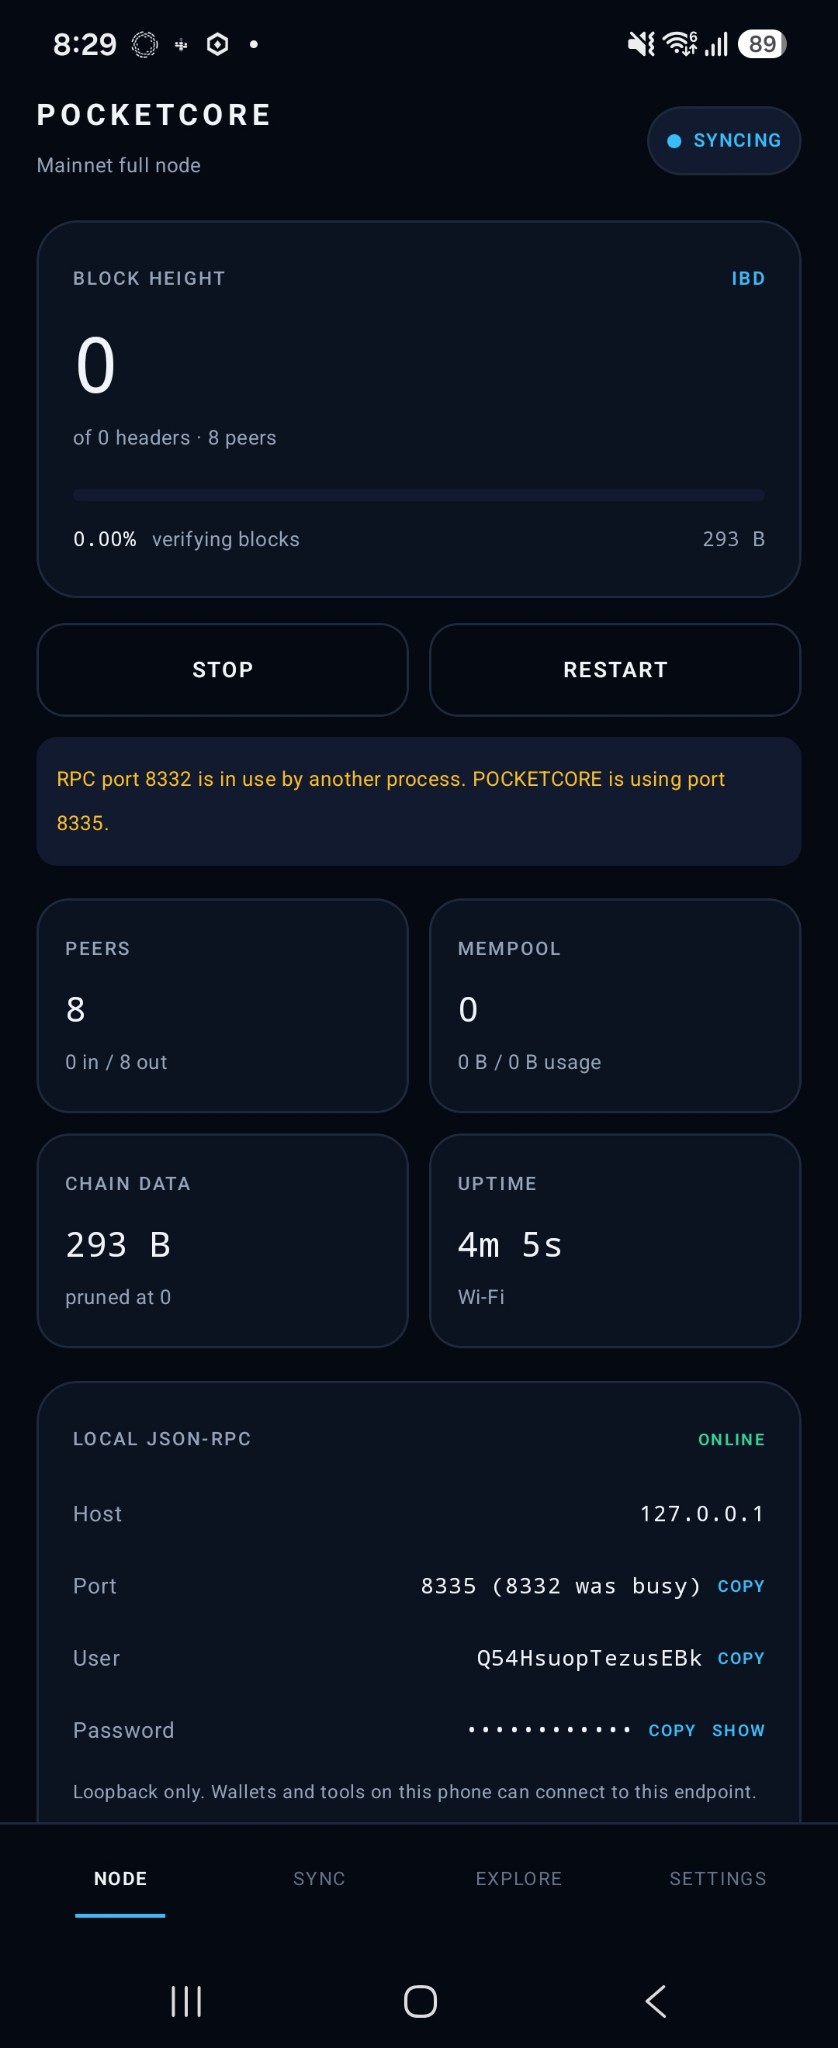 8:29
6
89
POCKETCORE
Mainnet full node
SYNCING
BLOCK HEIGHT
IBD
0
of 0 headers · 8 peers
0.00% verifying blocks
293 B
STOP
RESTART
RPC port 8332 is in use by another process. POCKETCORE is using port
8335.
PEERS
8
0 in / 8 out
MEMPOOL
0
0 B / 0 B usage
CHAIN DATA
293 B
pruned at 0
UPTIME
4m 5s
Wi-Fi
LOCAL JSON-RPC
ONLINE
Host
127.0.0.1
Port
8335 (8332 was busy) COPY
User
Q54HsuopTezusEBk COPY
Password
•••••••••••• COPY SHOW
Loopback only. Wallets and tools on this phone can connect to this endpoint.
NODE
SYNC
EXPLORE
SETTINGS